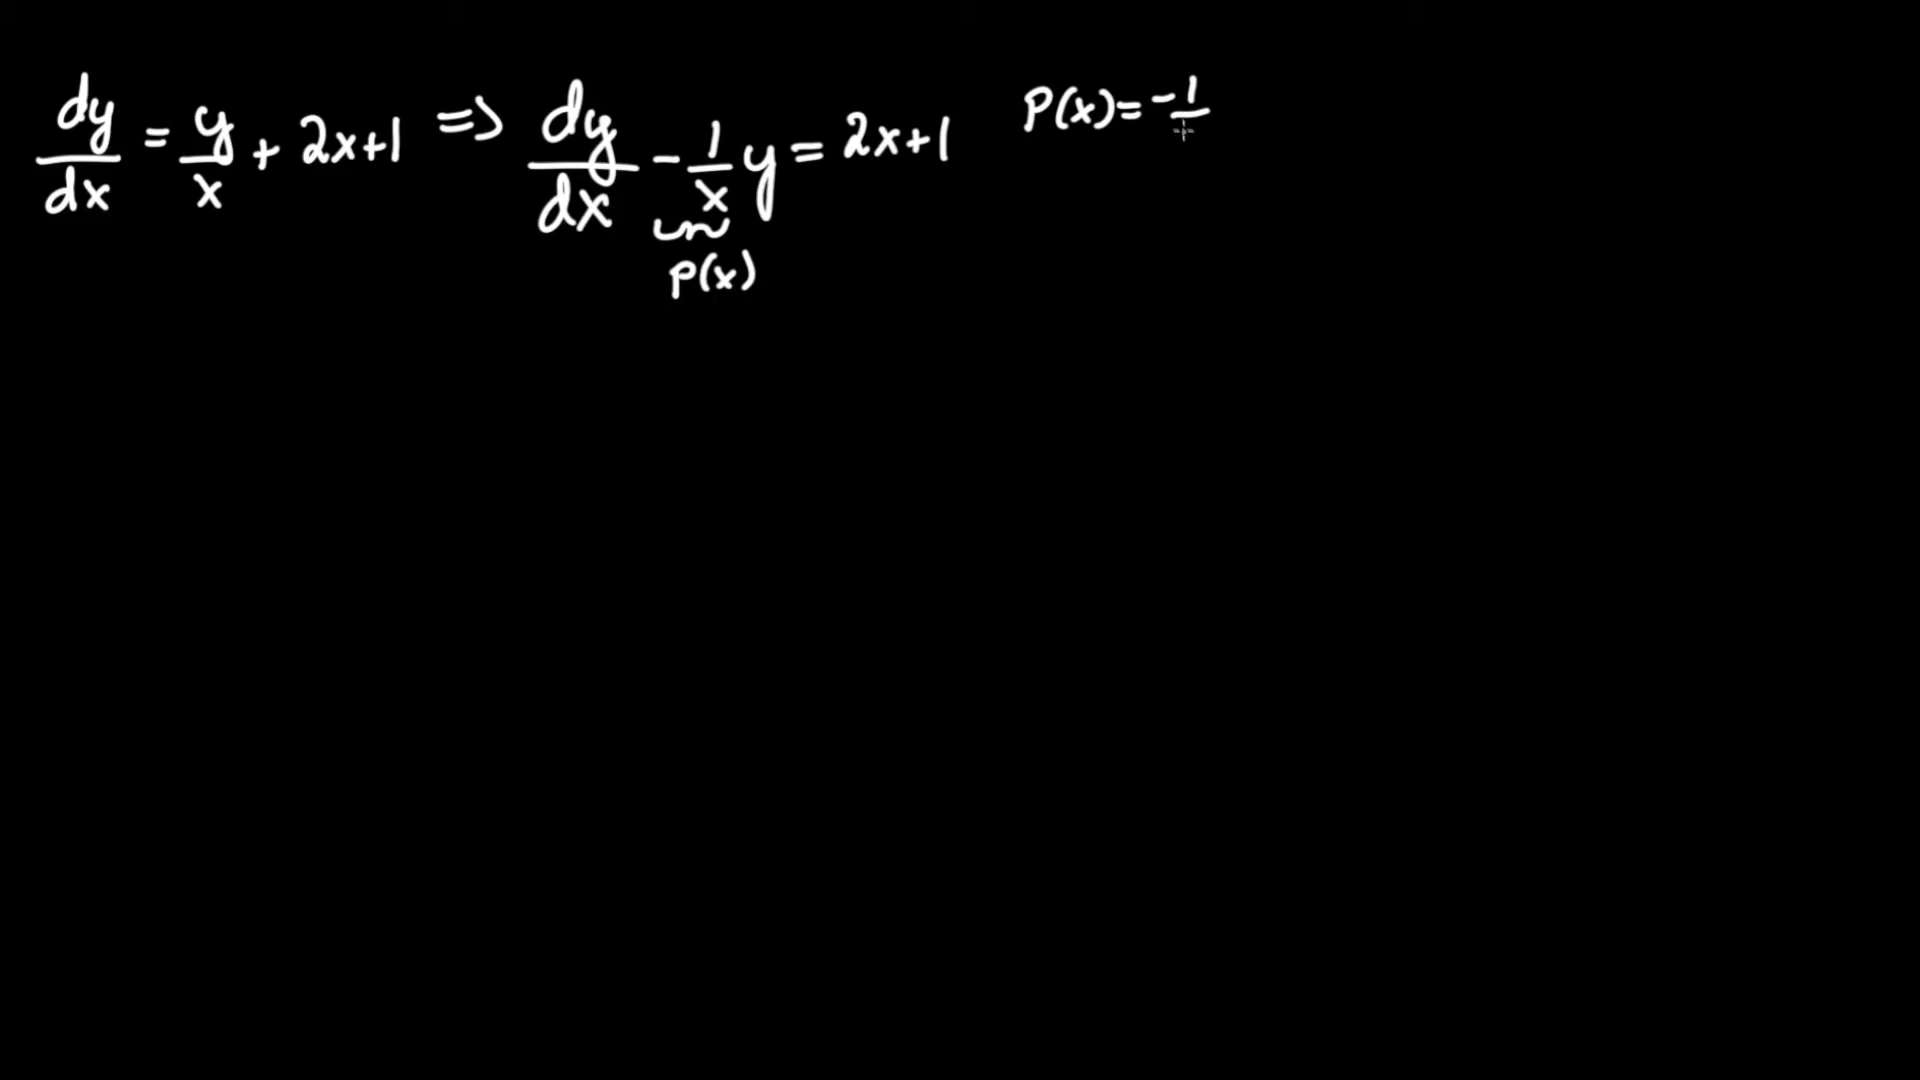 dy/dx = y/x + 2x+1 => dy/dx - 1/x y = 2x+1 P(x) = -1/
P(x)